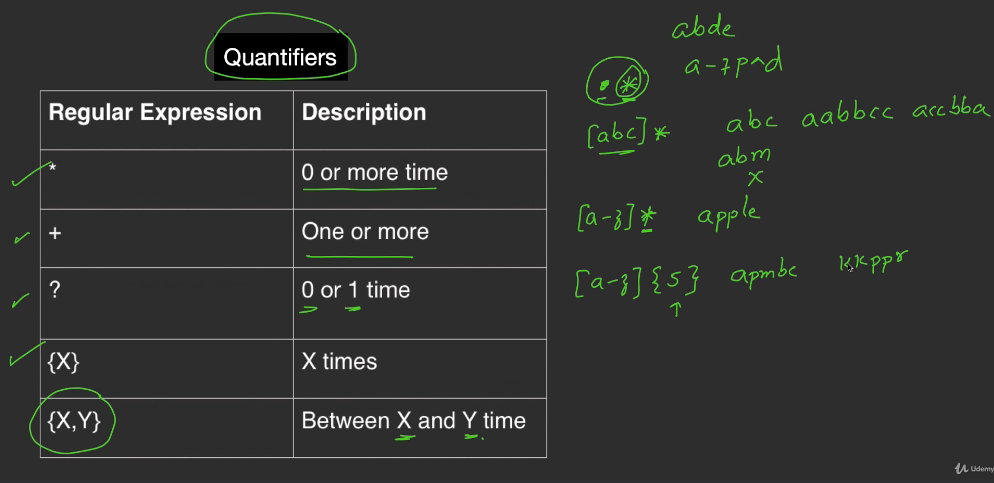 Quantifiers
Regular Expression Description
* 0 or more time
+ One or more
? 0 or 1 time
{X} X times
{X,Y} Between X and Y time
abde
a-7p^d
.*
[abc]* abc aabbcc accbba
abm
x
[a-z]* apple
[a-z]{5} apmbc kkppr
Udemy